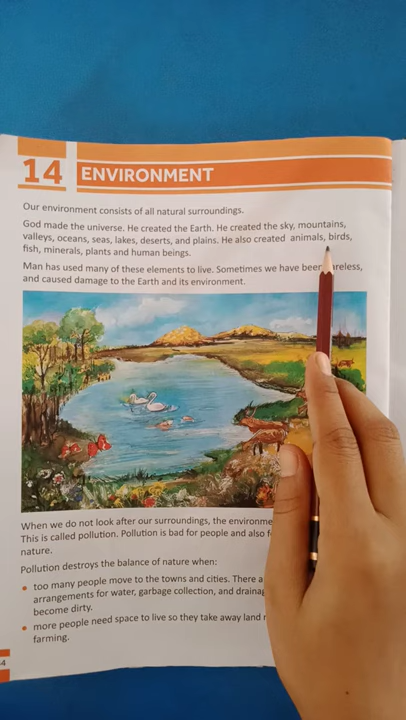 14 ENVIRONMENT
Our environment consists of all natural surroundings.
God made the universe. He created the Earth. He created the sky, mountains,
valleys, oceans, seas, lakes, deserts, and plains. He also created animals, birds,
fish, minerals, plants and human beings.
Man has used many of these elements to live. Sometimes we have been
and caused damage to the Earth and its environment.
When we do not look after our surroundings, the
This is called pollution. Pollution is bad for people and also
nature.
Pollution destroys the balance of nature when:
• too many people move to the towns and cities. There
arrangements for water, garbage collection, and
become dirty.
• more people need space to live so they take away land
farming.